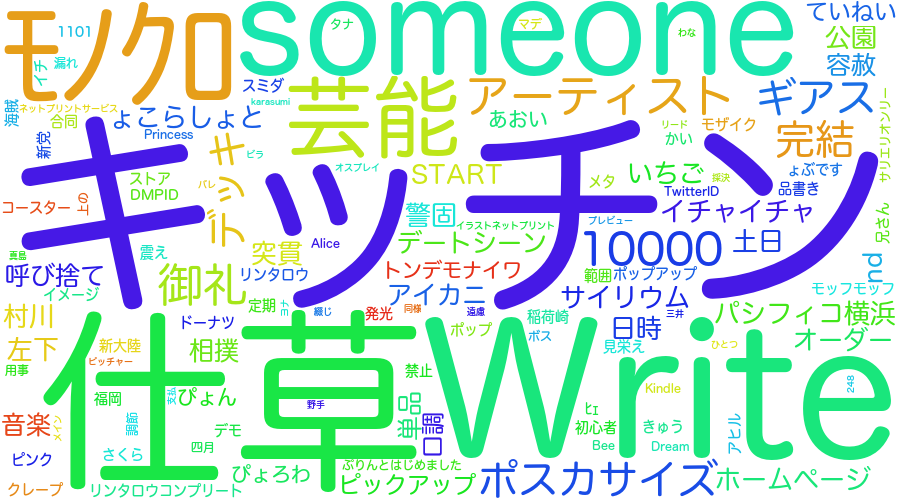 モノクロ
someone
タナ
マデ
わな
ていねい
公園
容赦
1101
イチ
漏れ
海賊
ネットプリントサービス
合同
ょこらしょと
スミダ
karasumi
芸能
アーティスト
ギアス
Princess
新党
キッチン
デッキ
ピラ
オスプレイ
バレ
あおい
リード
かい
モザイク
完結
サリエリオンリー
START
メタ
いちご
採決
ょぶです
品書き
TwitterID
ストア
DMPID
コースター
上の
警固
イラストネットプリント
プレビュー
イチャイチャ
兄さん
震え
突貫
Alice
デートシーン
10000
土日
nd
真島
呼び捨て
御礼
リンタロウ
トンデモナイワ
範囲
ポップアップ
イメージ
アイカニ
サイリウム
モッフモッフ
村川
ドーナツ
定期
綴じ
発光
同様
遠慮
稲荷崎
三井
パシフィコ横浜
日時
オーダー
左下
新大陸
ピッチャー
相撲
仕草
Write
ポップ
ボス
見栄え
ひとつ
用事
福岡
支払
ぴょん
禁止
野手
単品
口調
ヒェ
初心者
Kindle
248
音楽
メイン
調節
デモ
四月
きゅう
アヒル
Bee
Dream
ピンク
さくら
ぴょろわ
ぷりんとはじめました
クレープ
リンタロウコンプリート
ピックアップ
ポスカサイズ
ホームページ